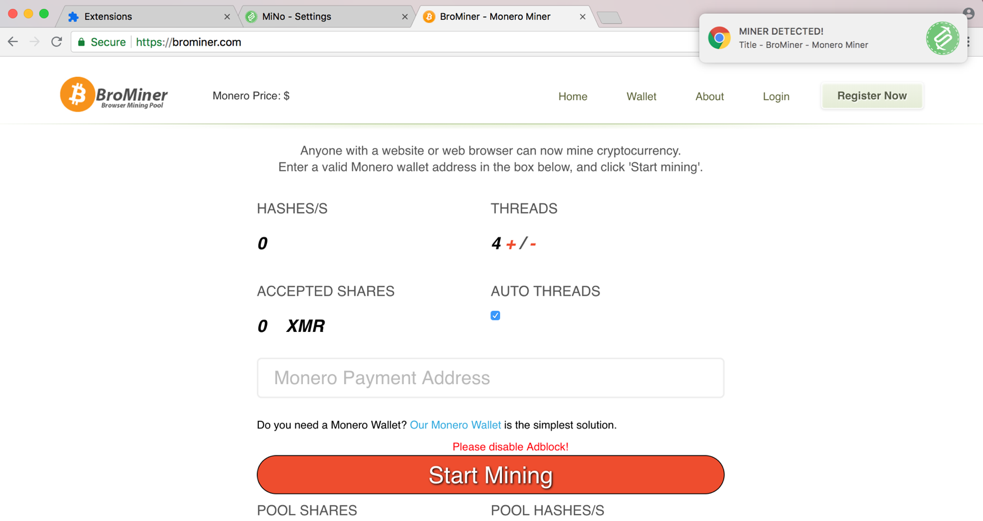 Extensions
MiNo - Settings
BroMiner - Monero Miner
Secure
https://brominer.com
MINER DETECTED!
Title - BroMiner - Monero Miner
BroMiner
Browser Mining Pool
Monero Price: $
Home
Wallet
About
Login
Register Now
Anyone with a website or web browser can now mine cryptocurrency.
Enter a valid Monero wallet address in the box below, and click 'Start mining'.
HASHES/S
THREADS
0
4 + / -
ACCEPTED SHARES
AUTO THREADS
0 XMR
Monero Payment Address
Do you need a Monero Wallet? Our Monero Wallet is the simplest solution.
Please disable Adblock!
Start Mining
POOL SHARES
POOL HASHES/S